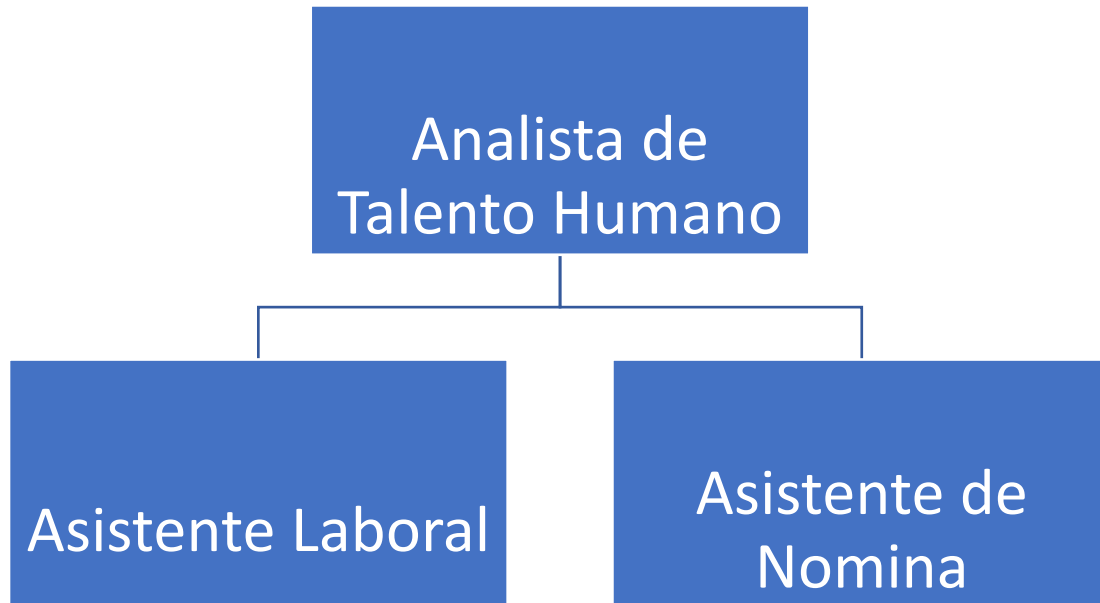 Analista de
Talento Humano
Asistente Laboral
Asistente de
Nomina